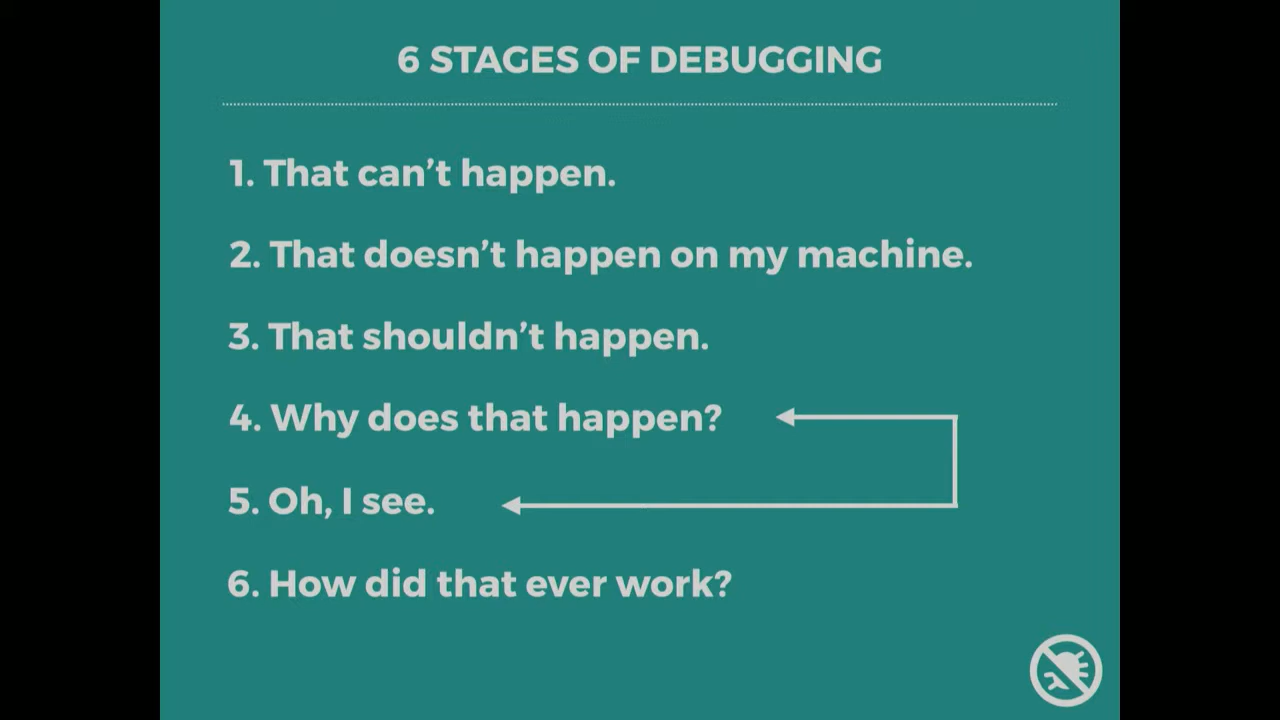 6 STAGES OF DEBUGGING
1. That can’t happen.
2. That doesn’t happen on my machine.
3. That shouldn’t happen.
4. Why does that happen?
5. Oh, I see.
6. How did that ever work?